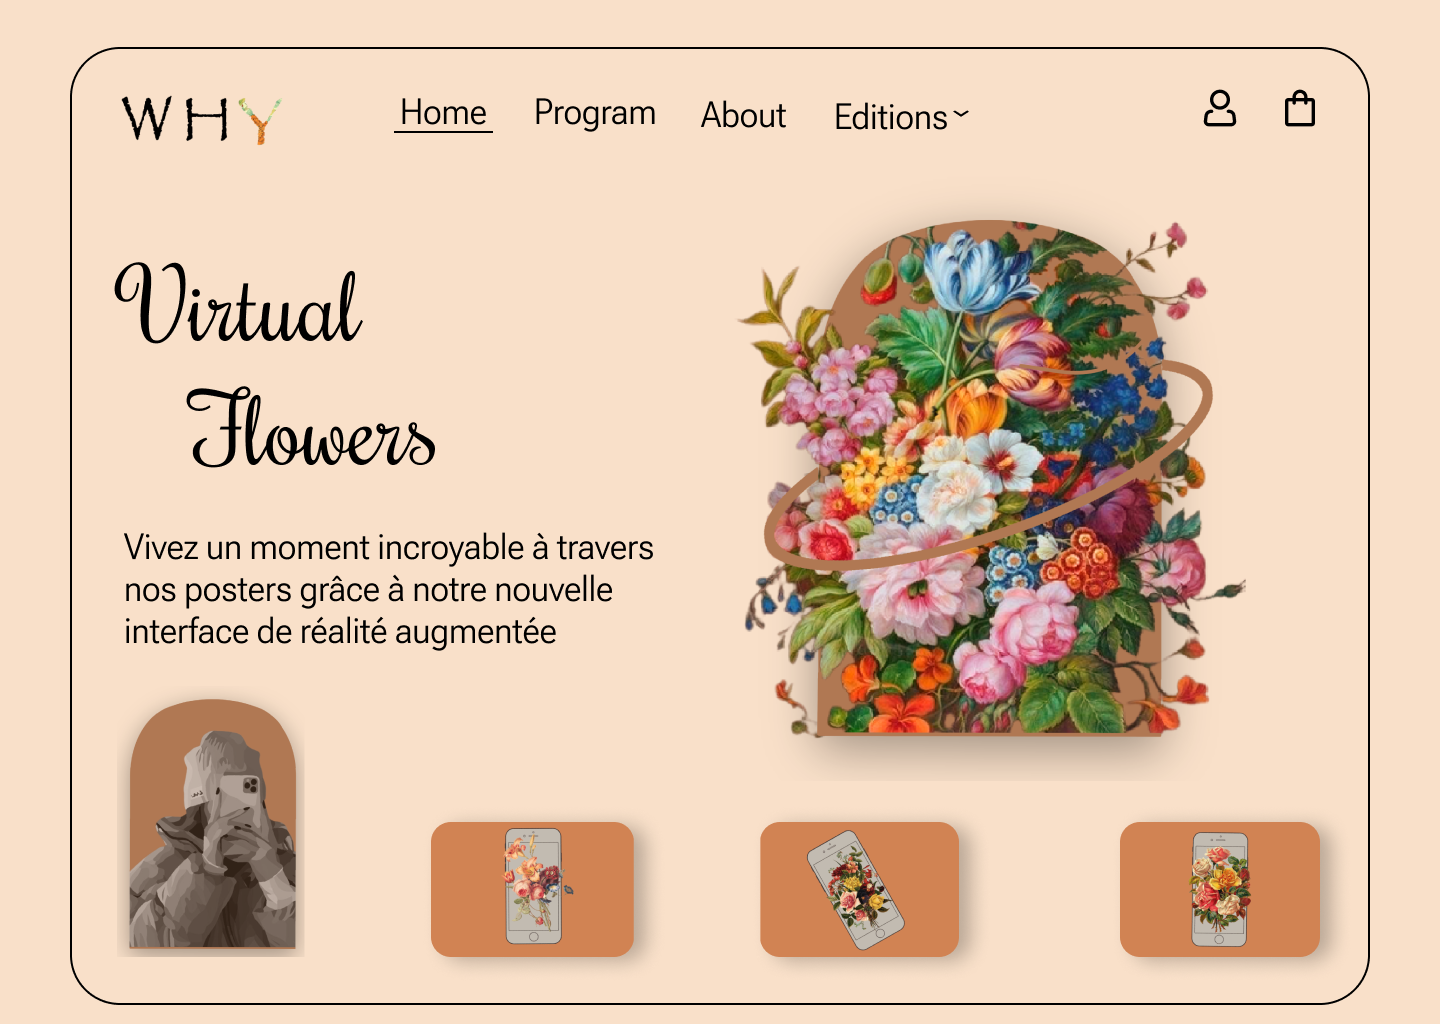 WHY
Home Program About Editions
Virtual
Flowers
Vivez un moment incroyable à travers
nos posters grâce à notre nouvelle
interface de réalité augmentée